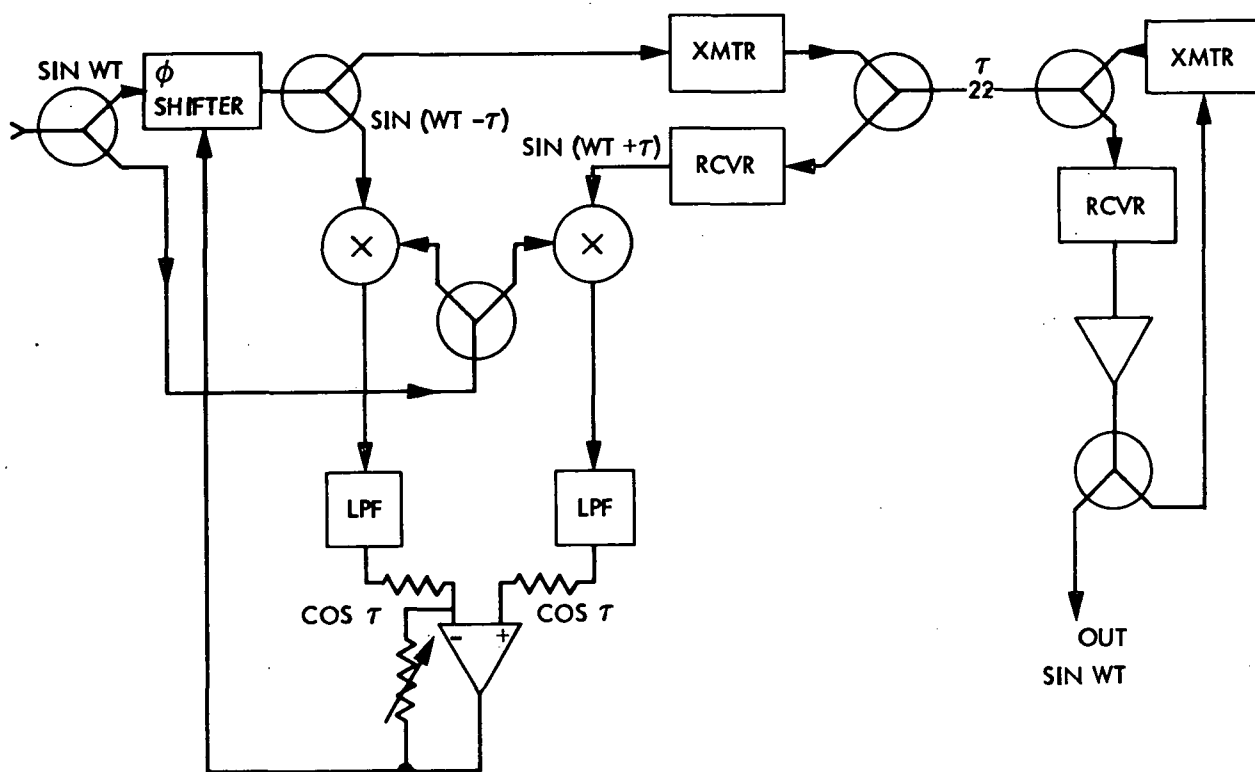 SIN WT
ϕ
SHIFTER
XMTR
τ
22
XMTR
SIN (WT -τ)
SIN (WT +τ)
RCVR
RCVR
×
×
LPF
LPF
COS τ
COS τ
- +
OUT
SIN WT